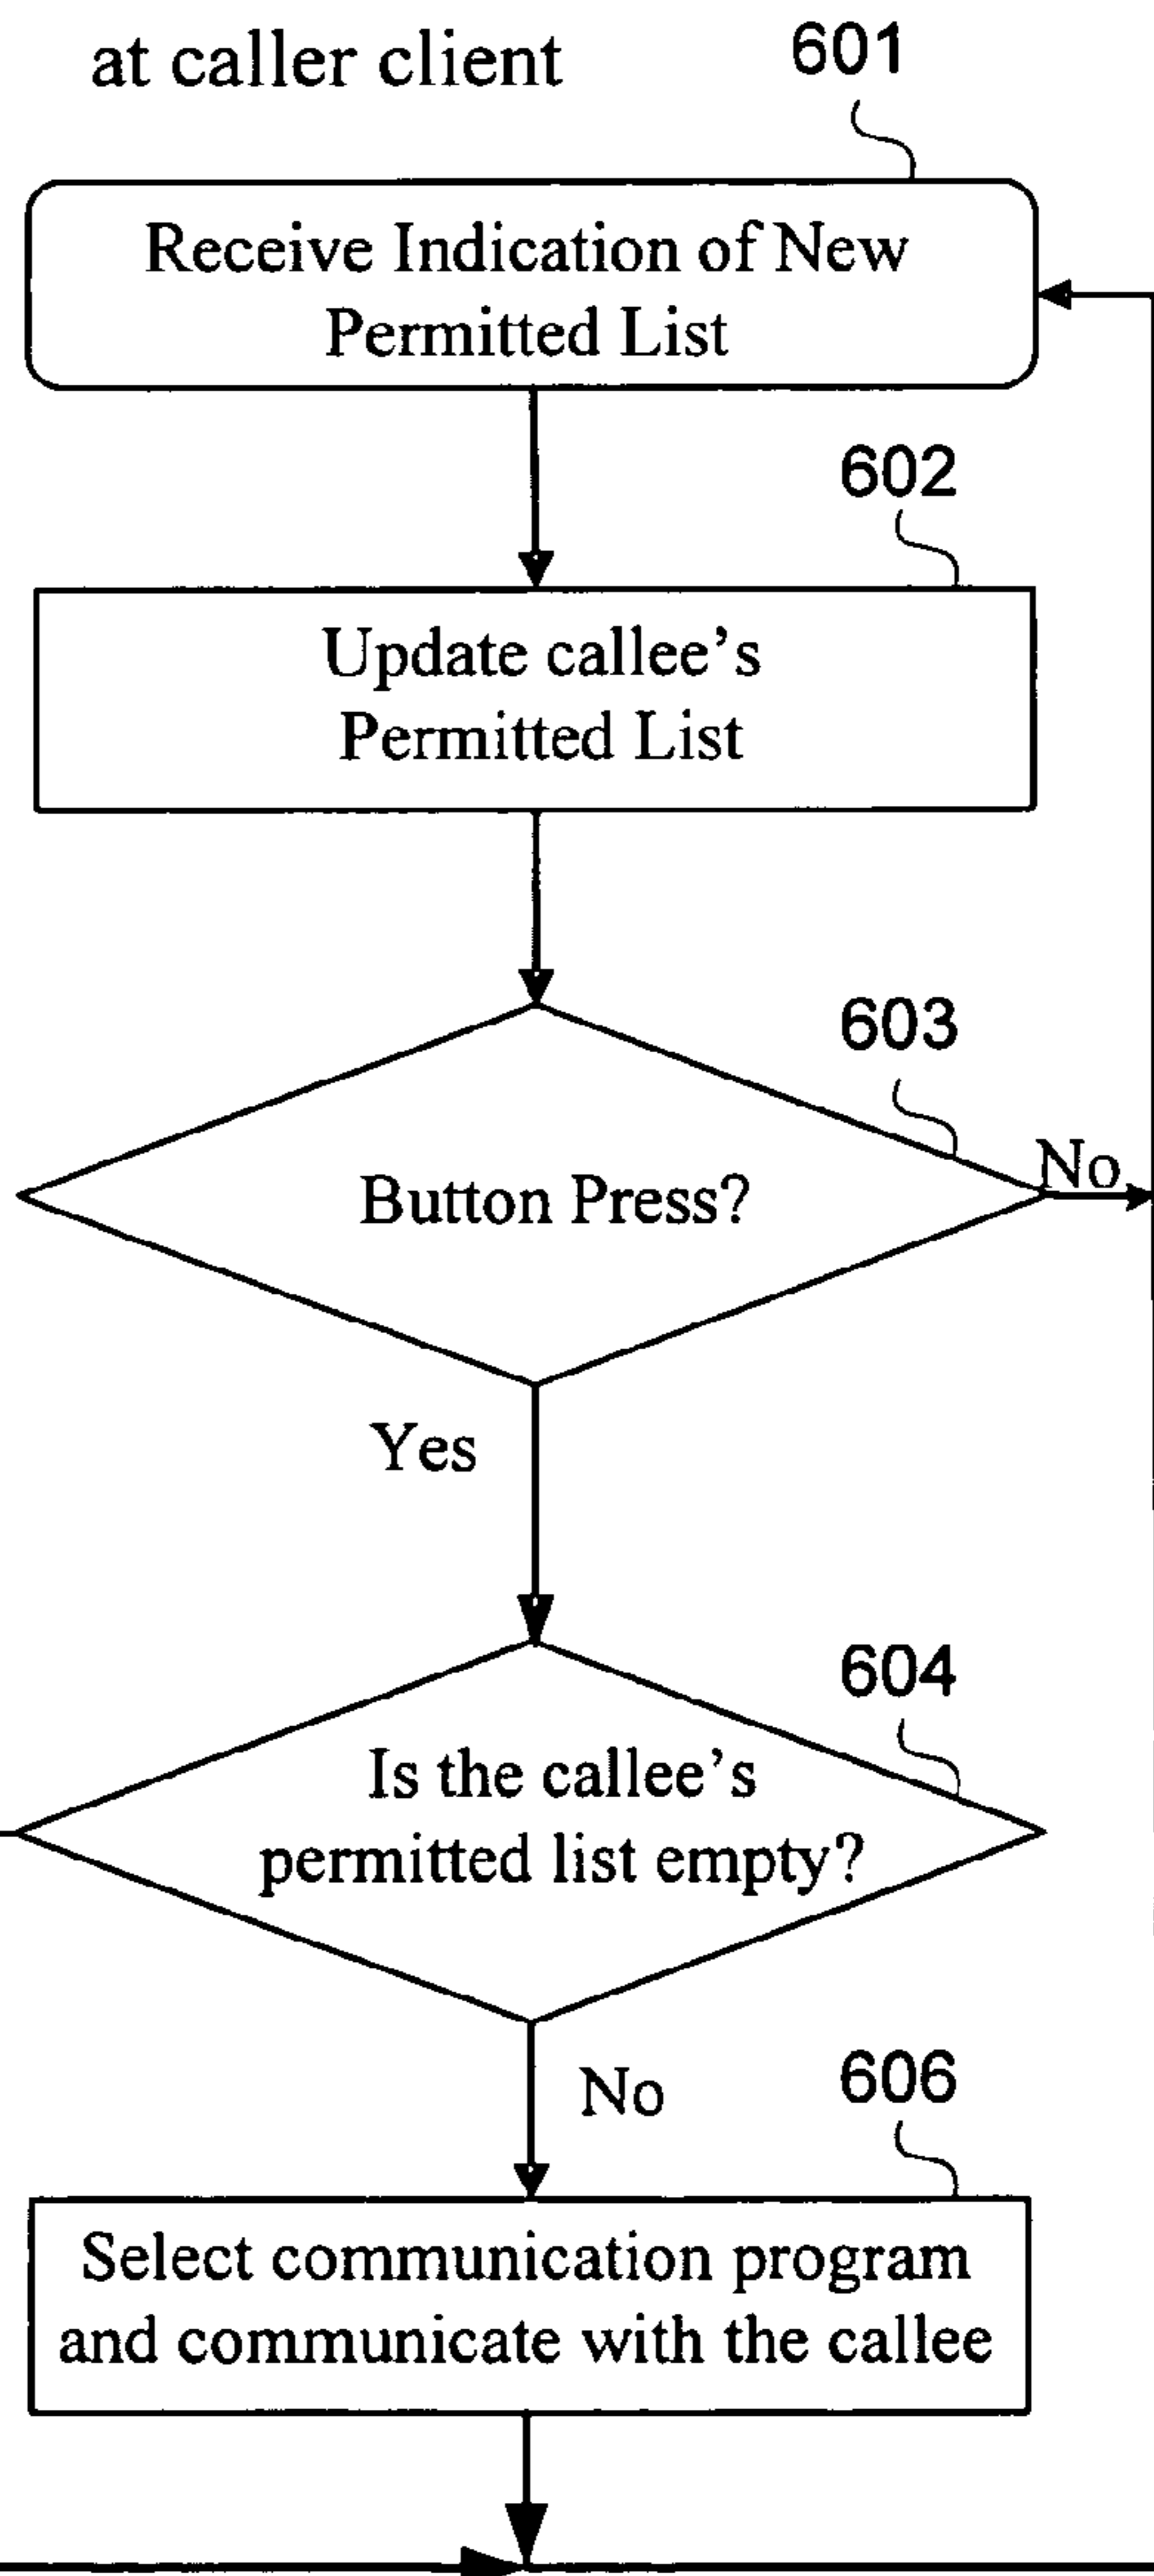 at caller client
601
Receive Indication of New
Permitted List
602
Update callee's
Permitted List
603
Button Press?
No
Yes
604
Is the callee's
permitted list empty?
No
606
Select communication program
and communicate with the callee